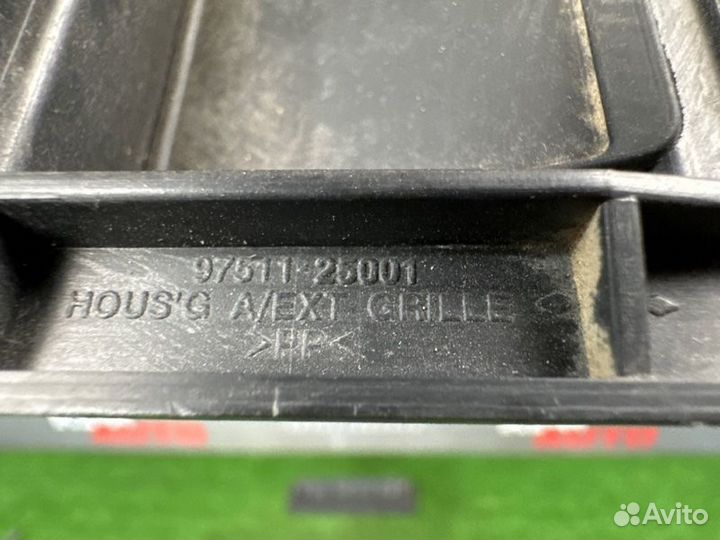 97511-25001
HOUS'G A/EXT GRILLE
>PP<
Avito